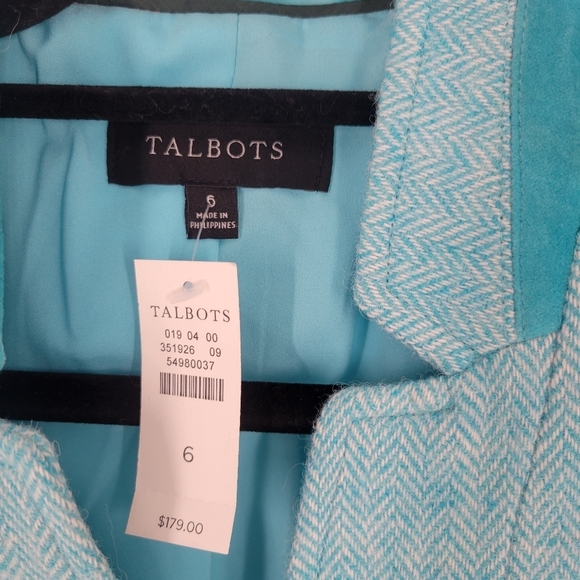 TALBOTS
6
MADE IN
PHILIPPINES
TALBOTS
019 04 00
351926 09
54980037
6
$179.00